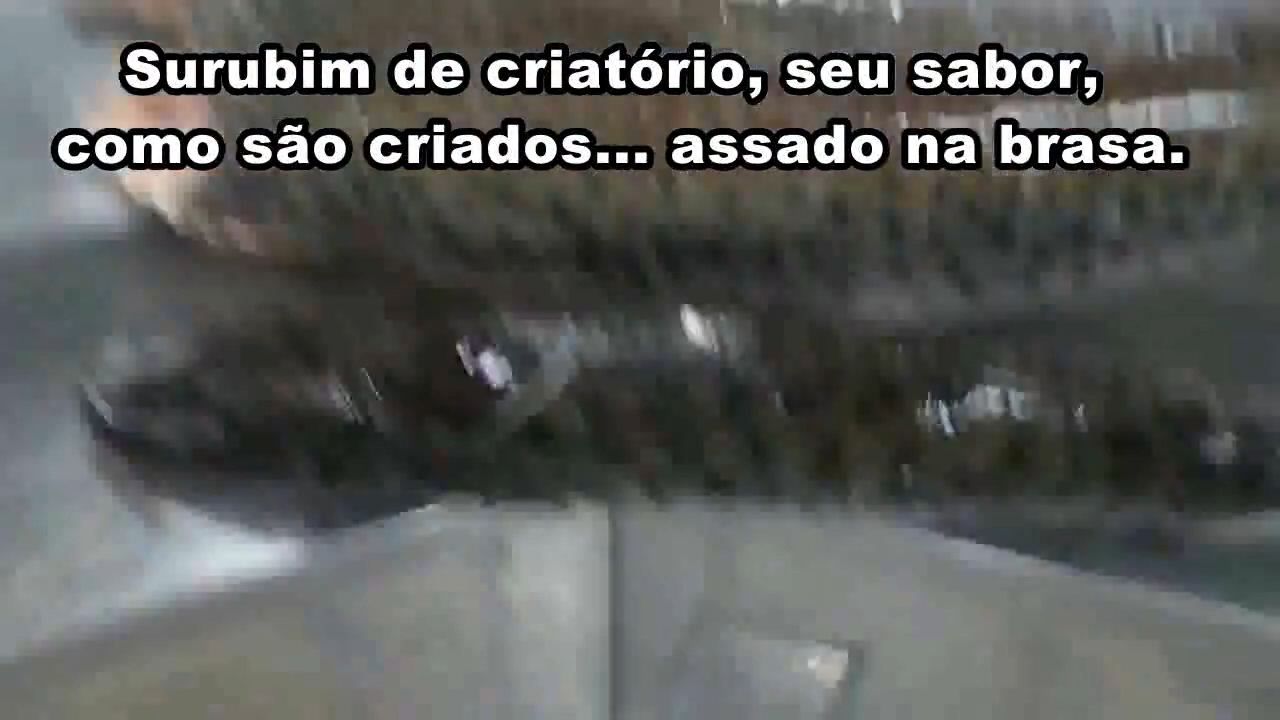 Surubim de criatório, seu sabor,
como são criados... assado na brasa.